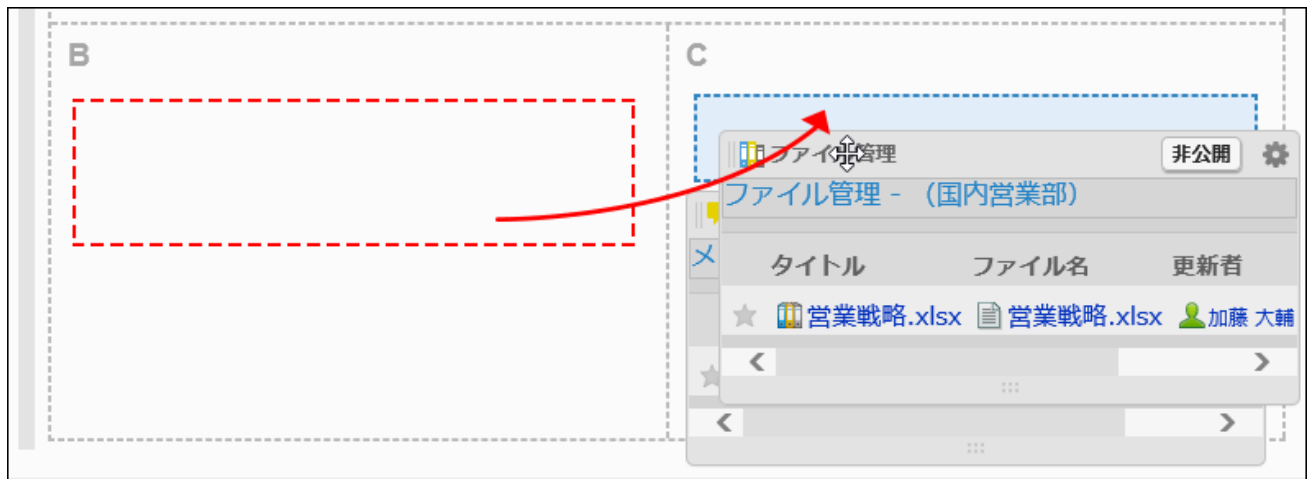 B
C
ファイル管理
非公開
ファイル管理 - （国内営業部）
メ
タイトル ファイル名 更新者
営業戦略.xlsx 営業戦略.xlsx 加藤 大輔